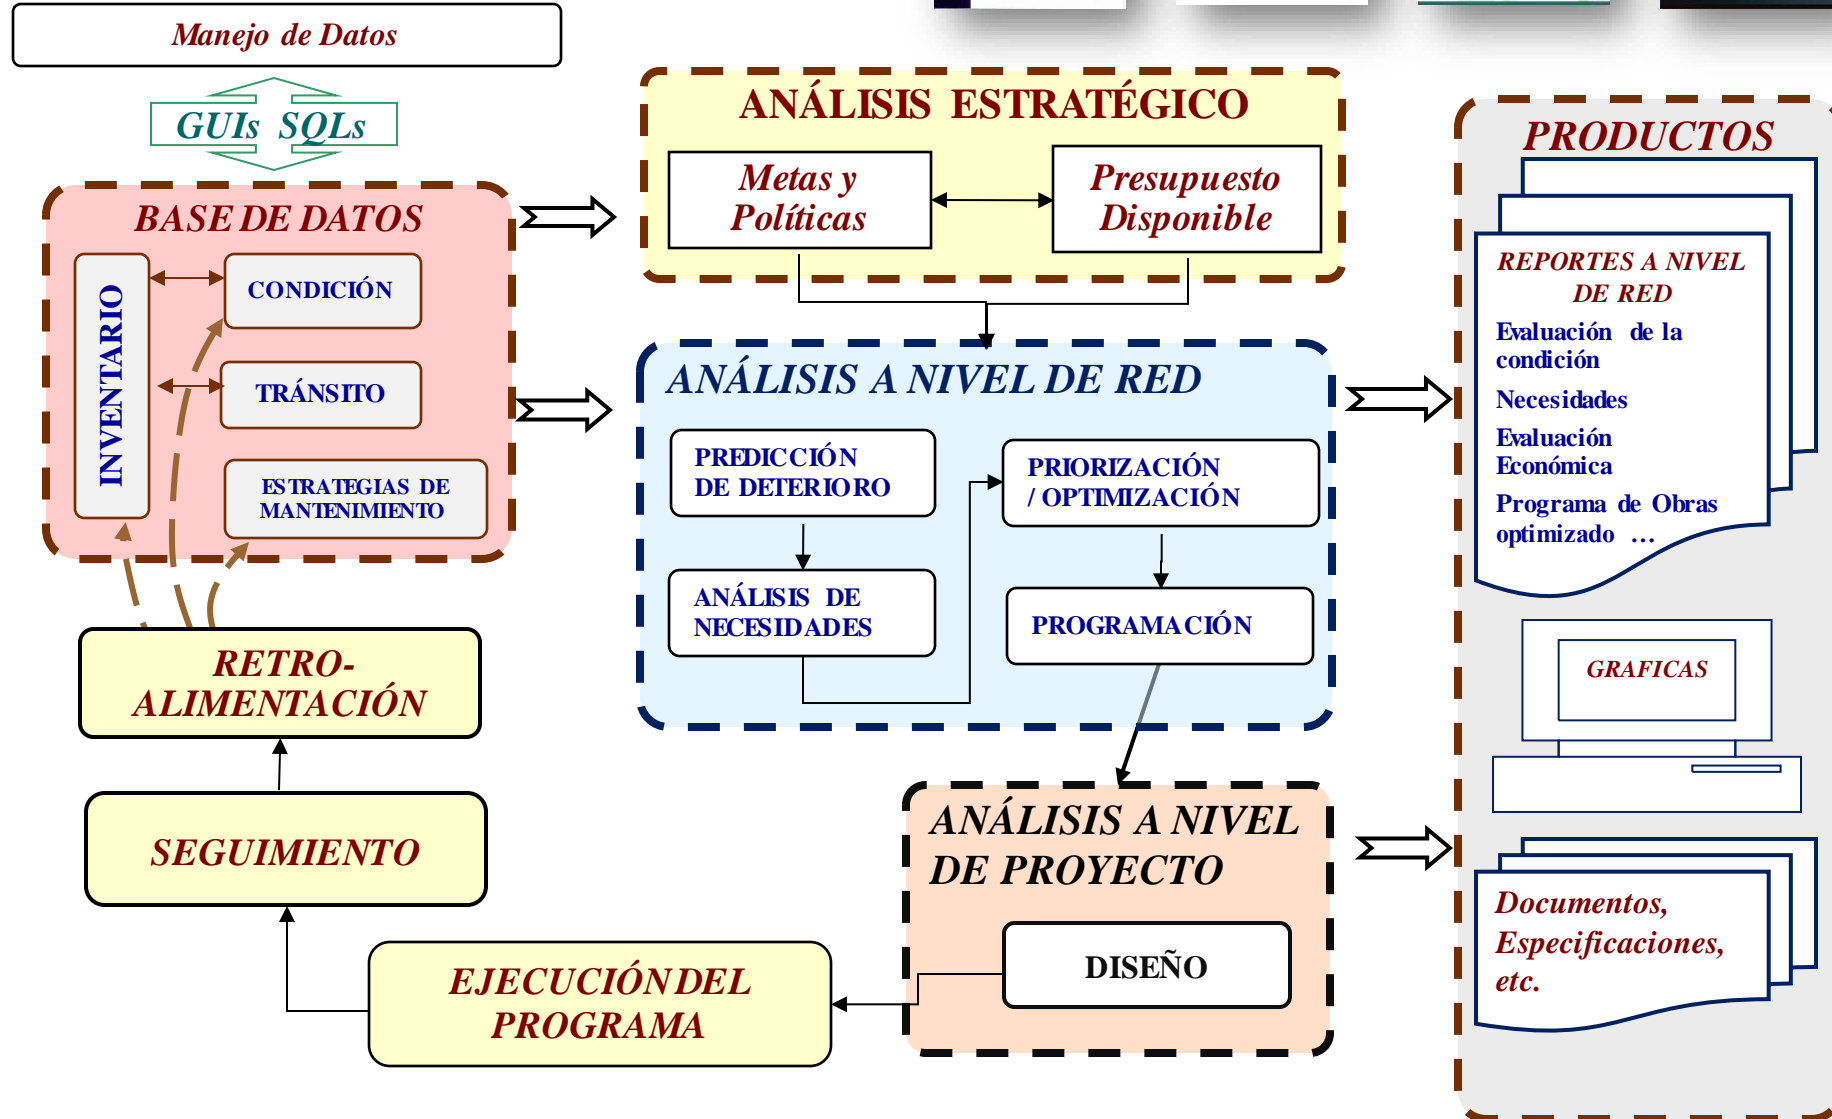 Manejo de Datos
GUIs SQLs
BASE DE DATOS
INVENTARIO
CONDICIÓN
TRÁNSITO
ESTRATEGIAS DE
MANTENIMIENTO
RETRO-
ALIMENTACIÓN
SEGUIMIENTO
EJECUCIÓN DEL
PROGRAMA
ANÁLISIS ESTRATÉGICO
Metas y
Políticas
Presupuesto
Disponible
ANÁLISIS A NIVEL DE RED
PREDICCIÓN
DE DETERIORO
ANÁLISIS DE
NECESIDADES
PRIORIZACIÓN
/ OPTIMIZACIÓN
PROGRAMACIÓN
ANÁLISIS A NIVEL
DE PROYECTO
DISEÑO
PRODUCTOS
REPORTES A NIVEL
DE RED
Evaluación de la
condición
Necesidades
Evaluación
Económica
Programa de Obras
optimizado ...
GRAFICAS
Documentos,
Especificaciones,
etc.